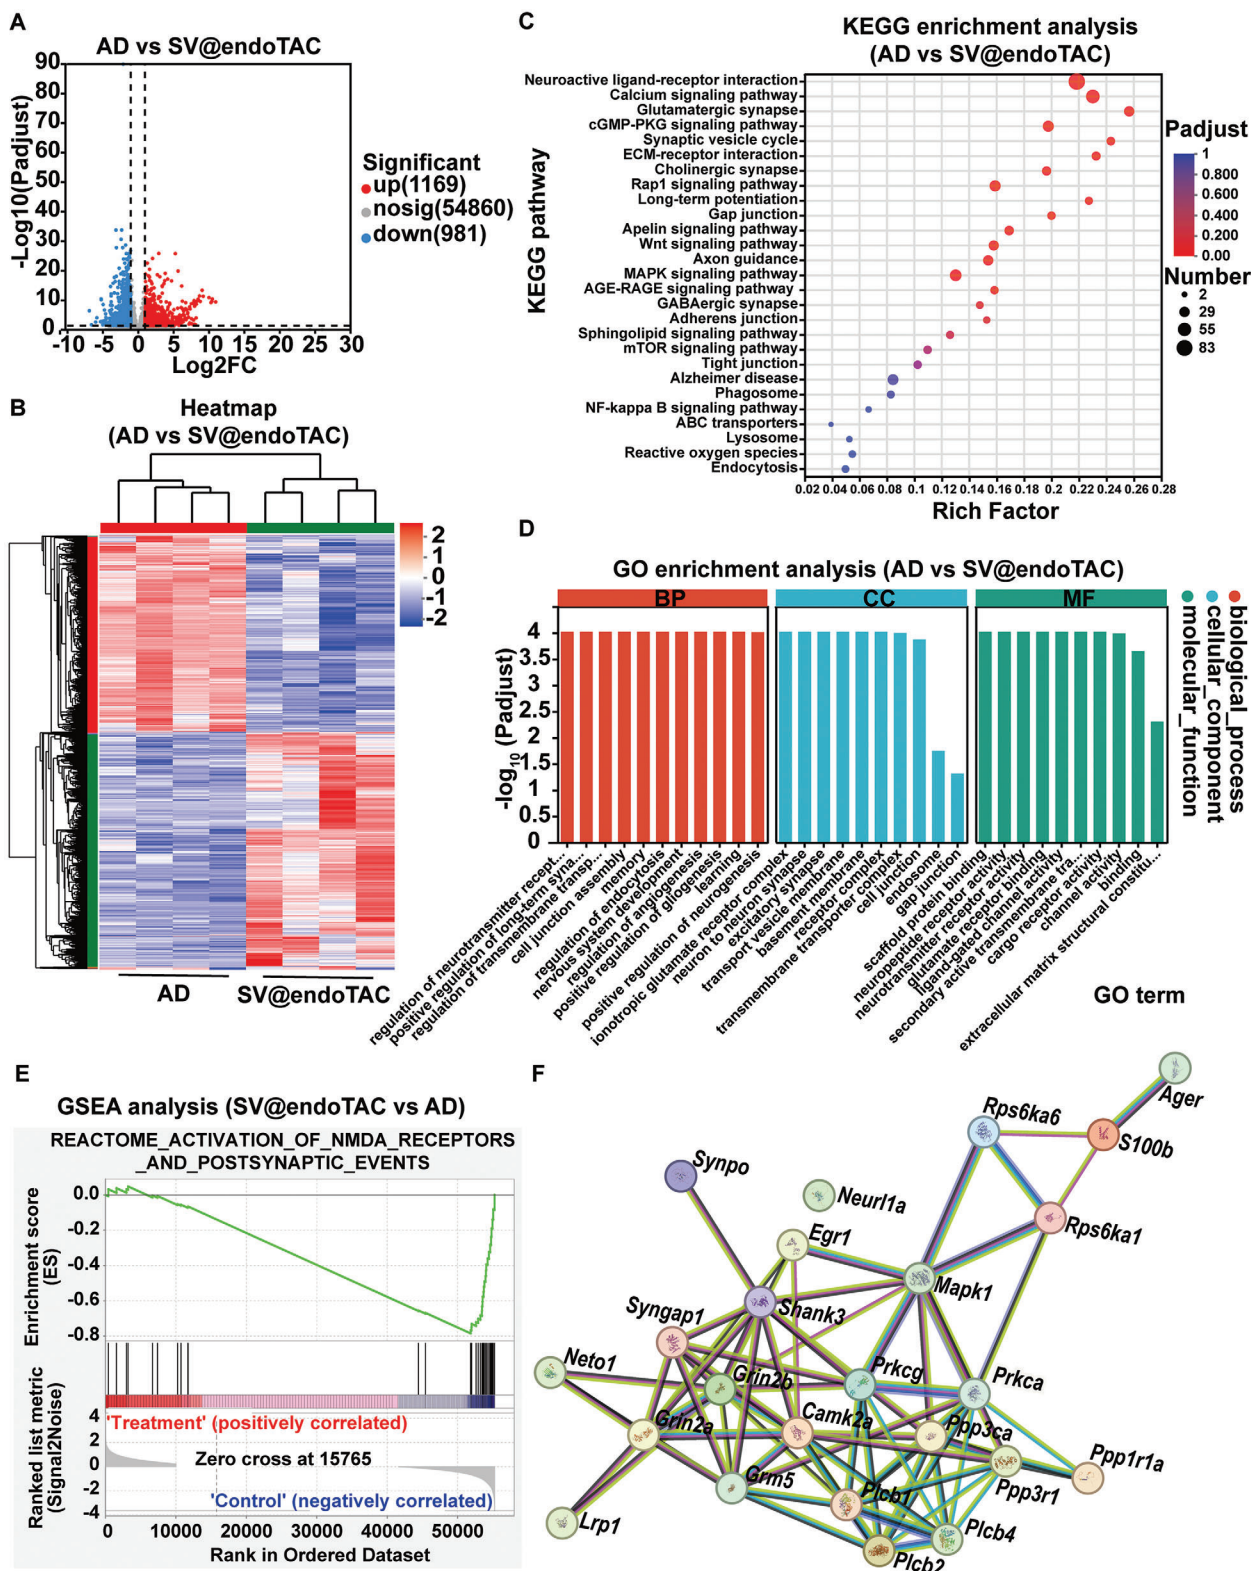 A
AD vs SV@endoTAC
-Log10(Padjust)
90
80
70
60
50
40
30
20
10
0
-10 -5 0 5 10 15 20 25 30
Log2FC
Significant
up(1169)
nosig(54860)
down(981)
B
Heatmap
(AD vs SV@endoTAC)
2
1
0
-1
-2
AD
SV@endoTAC
C
KEGG enrichment analysis
(AD vs SV@endoTAC)
KEGG pathway
Neuroactive ligand-receptor interaction
Calcium signaling pathway
Glutamatergic synapse
cGMP-PKG signaling pathway
Synaptic vesicle cycle
ECM-receptor interaction
Cholinergic synapse
Rap1 signaling pathway
Long-term potentiation
Gap junction
Apelin signaling pathway
Wnt signaling pathway
Axon guidance
MAPK signaling pathway
AGE-RAGE signaling pathway
GABAergic synapse
Adherens junction
Sphingolipid signaling pathway
mTOR signaling pathway
Tight junction
Alzheimer disease
Phagosome
NF-kappa B signaling pathway
ABC transporters
Lysosome
Reactive oxygen species
Endocytosis
0.02 0.04 0.06 0.08 0.1 0.12 0.14 0.16 0.18 0.2 0.22 0.24 0.26 0.28
Rich Factor
Padjust
1
0.800
0.600
0.400
0.200
0.000
Number
2
29
55
83
D
GO enrichment analysis (AD vs SV@endoTAC)
BP
CC
MF
-log10 (Padjust)
4
3.5
3
2.5
2
1.5
1
0.5
0
regulation of neurotransmitter recept...
positive regulation of long-term syna...
regulation of transmembrane transp...
cell junction assembly
memory
regulation of endocytosis
nervous system development
regulation of angiogenesis
positive regulation of gliogenesis
learning
positive regulation of neurogenesis
ionotropic glutamate receptor complex
neuron to neuron synapse
excitatory synapse
transport vesicle membrane
basement membrane
receptor complex
transmembrane transporter complex
cell junction
endosome
gap junction
scaffold protein binding
neuropeptide receptor activity
neurotransmitter receptor activity
glutamate receptor binding
ligand-gated channel activity
secondary active transmembrane tra...
cargo receptor activity
channel activity
binding
extracellular matrix structural constitu...
GO term
biological_process
cellular_component
molecular_function
E
GSEA analysis (SV@endoTAC vs AD)
REACTOME_ACTIVATION_OF_NMDA_RECEPTORS
_AND_POSTSYNAPTIC_EVENTS
Enrichment score
(ES)
0.0
-0.2
-0.4
-0.6
-0.8
Ranked list metric
(Signal2Noise)
4
2
0
-2
-4
'Treatment' (positively correlated)
Zero cross at 15765
'Control' (negatively correlated)
0 10000 20000 30000 40000 50000
Rank in Ordered Dataset
F
Ager
Rps6ka6
S100b
Synpo
Neurl1a
Rps6ka1
Egr1
Mapk1
Shank3
Syngap1
Neto1
Grin2b
Prkcg
Prkca
Grin2a
Camk2a
Ppp3ca
Ppp1r1a
Grm5
Ppp3r1
Plcb1
Lrp1
Plcb4
Plcb2